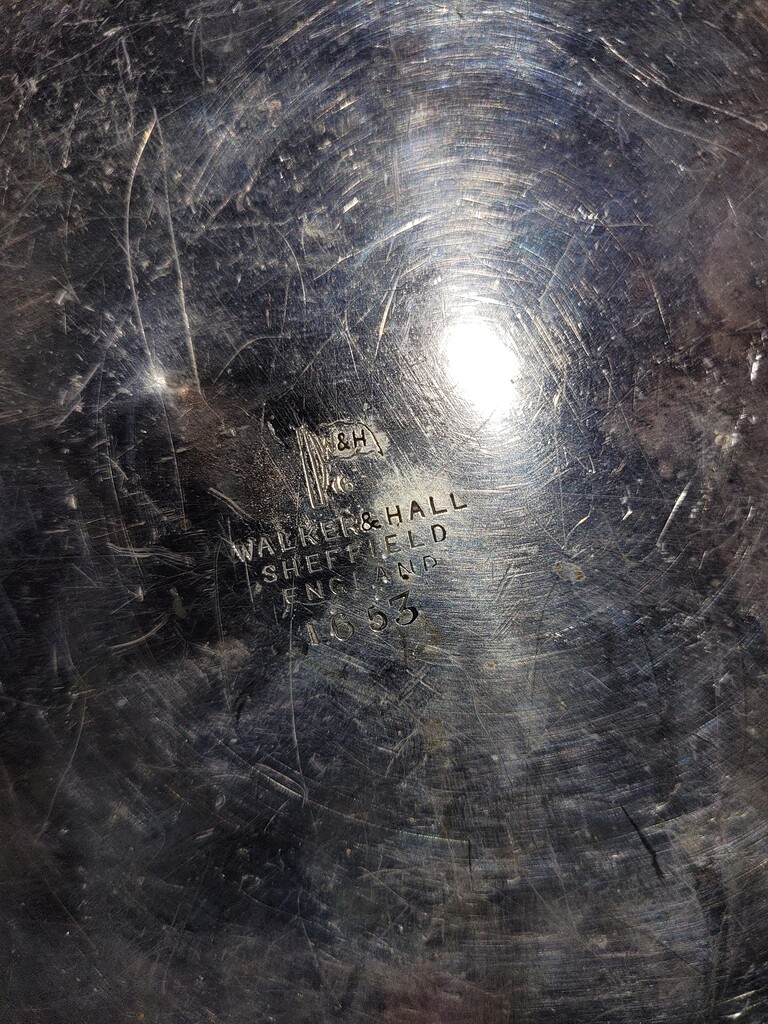 W&H
WALKER & HALL
SHEFFIELD
ENGLAND
1653